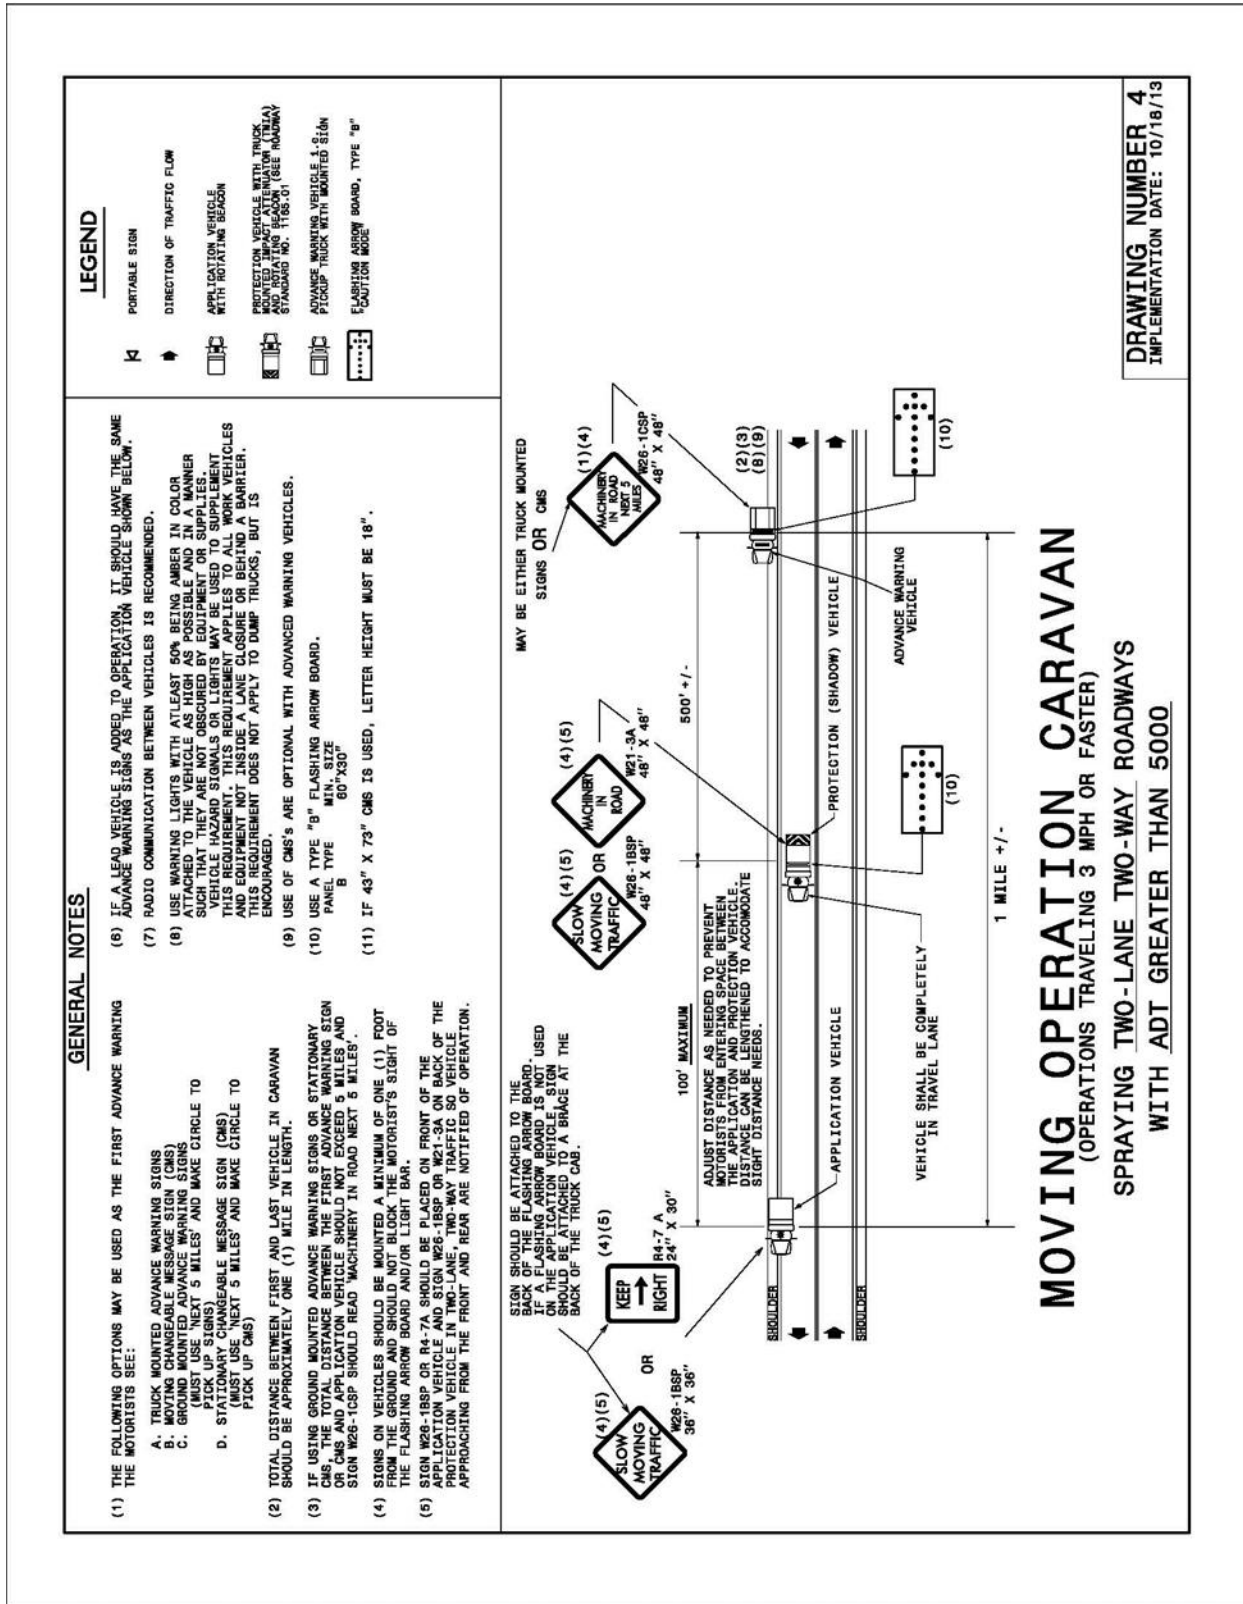 GENERAL NOTES
(1) THE FOLLOWING OPTIONS MAY BE USED AS THE FIRST ADVANCE WARNING
THE MOTORISTS SEE:
A. TRUCK MOUNTED ADVANCE WARNING SIGNS
B. MOVING CHANGEABLE MESSAGE SIGN (CMS)
C. GROUND MOUNTED ADVANCE WARNING SIGNS
(MUST USE 'NEXT 5 MILES' AND MAKE CIRCLE TO
PICK UP SIGNS)
D. STATIONARY CHANGEABLE MESSAGE SIGN (CMS)
(MUST USE 'NEXT 5 MILES' AND MAKE CIRCLE TO
PICK UP CMS)
(2) TOTAL DISTANCE BETWEEN FIRST AND LAST VEHICLE IN CARAVAN
SHOULD BE APPROXIMATELY ONE (1) MILE IN LENGTH.
(3) IF USING GROUND MOUNTED ADVANCE WARNING SIGNS OR STATIONARY
CMS, THE TOTAL DISTANCE BETWEEN THE FIRST ADVANCE WARNING SIGN
OR CMS AND APPLICATION VEHICLE SHOULD NOT EXCEED 5 MILES AND
SIGN W26-1CSP SHOULD READ 'MACHINERY IN ROAD NEXT 5 MILES'.
(4) SIGNS ON VEHICLES SHOULD BE MOUNTED A MINIMUM OF ONE (1) FOOT
FROM THE GROUND AND SHOULD NOT BLOCK THE MOTORIST'S SIGHT OF
THE FLASHING ARROW BOARD AND/OR LIGHT BAR.
(5) SIGN W26-1BSP OR R4-7A SHOULD BE PLACED ON FRONT OF THE
APPLICATION VEHICLE AND SIGN W26-1BSP OR W21-3A ON BACK OF THE
PROTECTION VEHICLE IN TWO-LANE, TWO-WAY TRAFFIC SO VEHICLE
APPROACHING FROM THE FRONT AND REAR ARE NOTIFIED OF OPERATION.
(6) IF A LEAD VEHICLE IS ADDED TO OPERATION, IT SHOULD HAVE THE SAME
ADVANCE WARNING SIGNS AS THE APPLICATION VEHICLE SHOWN BELOW.
(7) RADIO COMMUNICATION BETWEEN VEHICLES IS RECOMMENDED.
(8) USE WARNING LIGHTS WITH ATLEAST 50% BEING AMBER IN COLOR
ATTACHED TO THE VEHICLE AS HIGH AS POSSIBLE AND IN A MANNER
SUCH THAT THEY ARE NOT OBSCURED BY EQUIPMENT OR SUPPLIES.
VEHICLE HAZARD SIGNALS OR LIGHTS MAY BE USED TO SUPPLEMENT
THIS REQUIREMENT. THIS REQUIREMENT APPLIES TO ALL WORK VEHICLES
AND EQUIPMENT NOT INSIDE A LANE CLOSURE OR BEHIND A BARRIER.
THIS REQUIREMENT DOES NOT APPLY TO DUMP TRUCKS, BUT IS
ENCOURAGED.
(9) USE OF CMS's ARE OPTIONAL WITH ADVANCED WARNING VEHICLES.
(10) USE A TYPE "B" FLASHING ARROW BOARD.
PANEL TYPE MIN. SIZE
B 60"X30"
(11) IF 43" X 73" CMS IS USED, LETTER HEIGHT MUST BE 18".
LEGEND
PORTABLE SIGN
DIRECTION OF TRAFFIC FLOW
APPLICATION VEHICLE
WITH ROTATING BEACON
PROTECTION VEHICLE WITH TRUCK
MOUNTED IMPACT ATTENUATOR (TMIA)
AND ROTATING BEACON (SEE ROADWAY
STANDARD NO. 1165.01
ADVANCE WARNING VEHICLE I.G.
PICKUP TRUCK WITH MOUNTED SIGN
FLASHING ARROW BOARD, TYPE "B"
"CAUTION MODE"
SIGN SHOULD BE ATTACHED TO THE
BACK OF THE FLASHING ARROW BOARD.
IF A FLASHING ARROW BOARD IS NOT USED
ON THE APPLICATION VEHICLE, SIGN
SHOULD BE ATTACHED TO A BRACE AT THE
BACK OF THE TRUCK CAB.
(4)(5)
SLOW
MOVING
TRAFFIC
W26-1BSP
36" X 36"
OR
(4)(5)
KEEP
RIGHT
R4-7 A
24" X 30"
(4)(5)
SLOW
MOVING
TRAFFIC
OR
W26-1BSP
48" X 48"
(4)(5)
MACHINERY
IN
ROAD
W21-3A
48" X 48"
MAY BE EITHER TRUCK MOUNTED
SIGNS OR CMS
(1)(4)
MACHINERY
IN ROAD
NEXT 5
MILES
W26-1CSP
48" X 48"
100' MAXIMUM
500' +/-
ADJUST DISTANCE AS NEEDED TO PREVENT
MOTORISTS FROM ENTERING SPACE BETWEEN
THE APPLICATION AND PROTECTION VEHICLE.
DISTANCE CAN BE LENGTHENED TO ACCOMODATE
SIGHT DISTANCE NEEDS.
(2)(3)
(8)(9)
SHOULDER
SHOULDER
APPLICATION VEHICLE
PROTECTION (SHADOW) VEHICLE
ADVANCE WARNING
VEHICLE
VEHICLE SHALL BE COMPLETELY
IN TRAVEL LANE
(10)
(10)
1 MILE +/-
MOVING OPERATION CARAVAN
(OPERATIONS TRAVELING 3 MPH OR FASTER)
SPRAYING TWO-LANE TWO-WAY ROADWAYS
WITH ADT GREATER THAN 5000
DRAWING NUMBER 4
IMPLEMENTATION DATE: 10/18/13